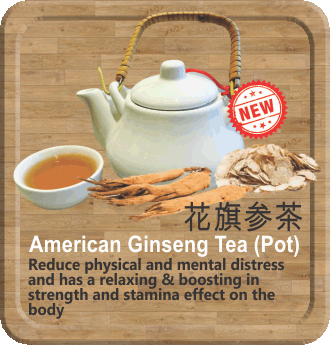 NEW
花旗参茶
American Ginseng Tea (Pot)
Reduce physical and mental distress
and has a relaxing & boosting in
strength and stamina effect on the
body